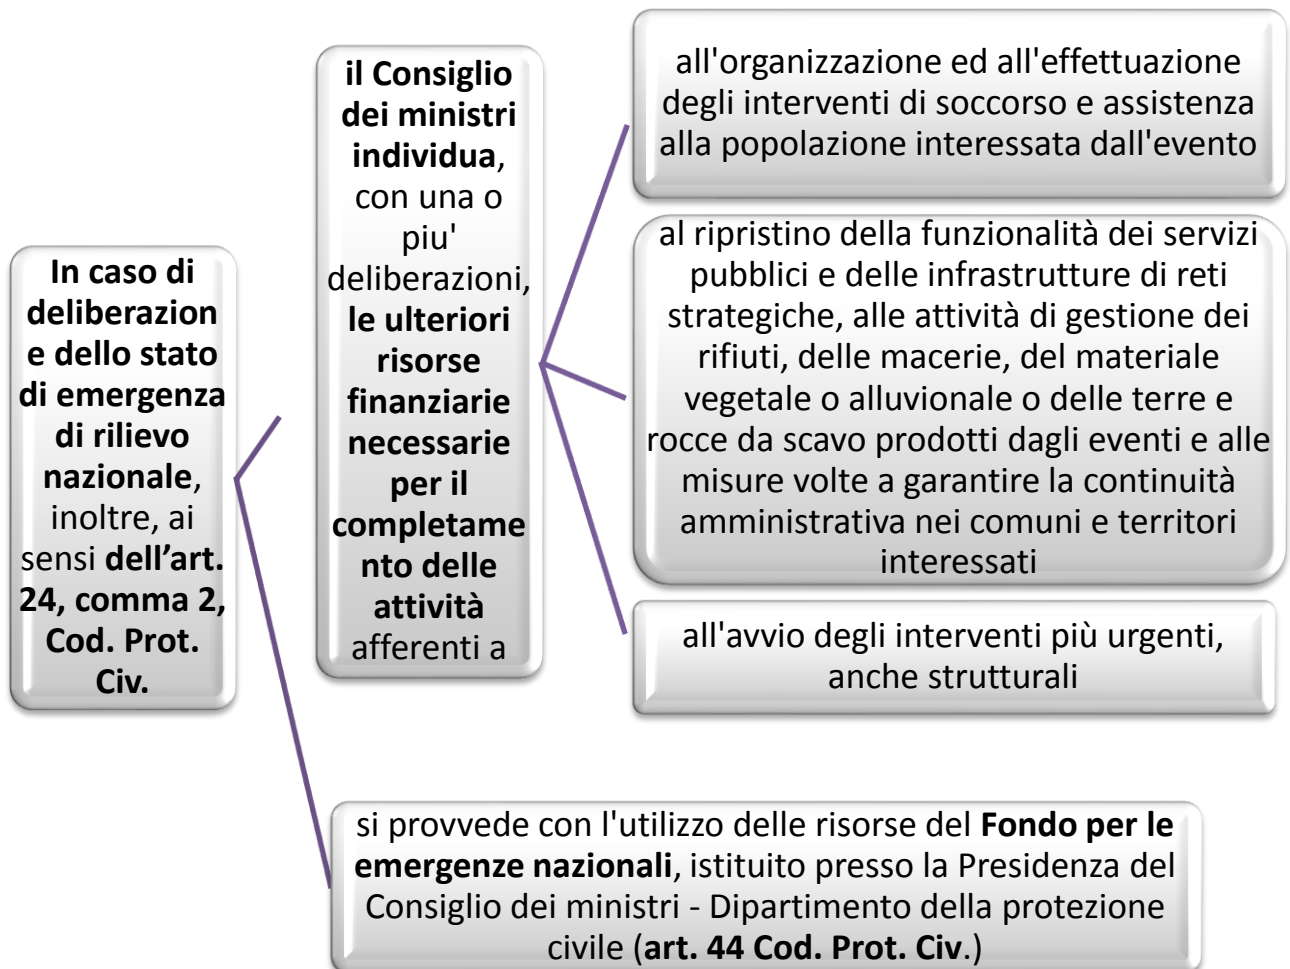 In caso di
deliberazion
e dello stato
di emergenza
di rilievo
nazionale,
inoltre, ai
sensi dell’art.
24, comma 2,
Cod. Prot.
Civ.
il Consiglio
dei ministri
individua,
con una o
piu'
deliberazioni,
le ulteriori
risorse
finanziarie
necessarie
per il
completame
nto delle
attività
afferenti a
all'organizzazione ed all'effettuazione
degli interventi di soccorso e assistenza
alla popolazione interessata dall'evento
al ripristino della funzionalità dei servizi
pubblici e delle infrastrutture di reti
strategiche, alle attività di gestione dei
rifiuti, delle macerie, del materiale
vegetale o alluvionale o delle terre e
rocce da scavo prodotti dagli eventi e alle
misure volte a garantire la continuità
amministrativa nei comuni e territori
interessati
all'avvio degli interventi più urgenti,
anche strutturali
si provvede con l'utilizzo delle risorse del Fondo per le
emergenze nazionali, istituito presso la Presidenza del
Consiglio dei ministri - Dipartimento della protezione
civile (art. 44 Cod. Prot. Civ.)